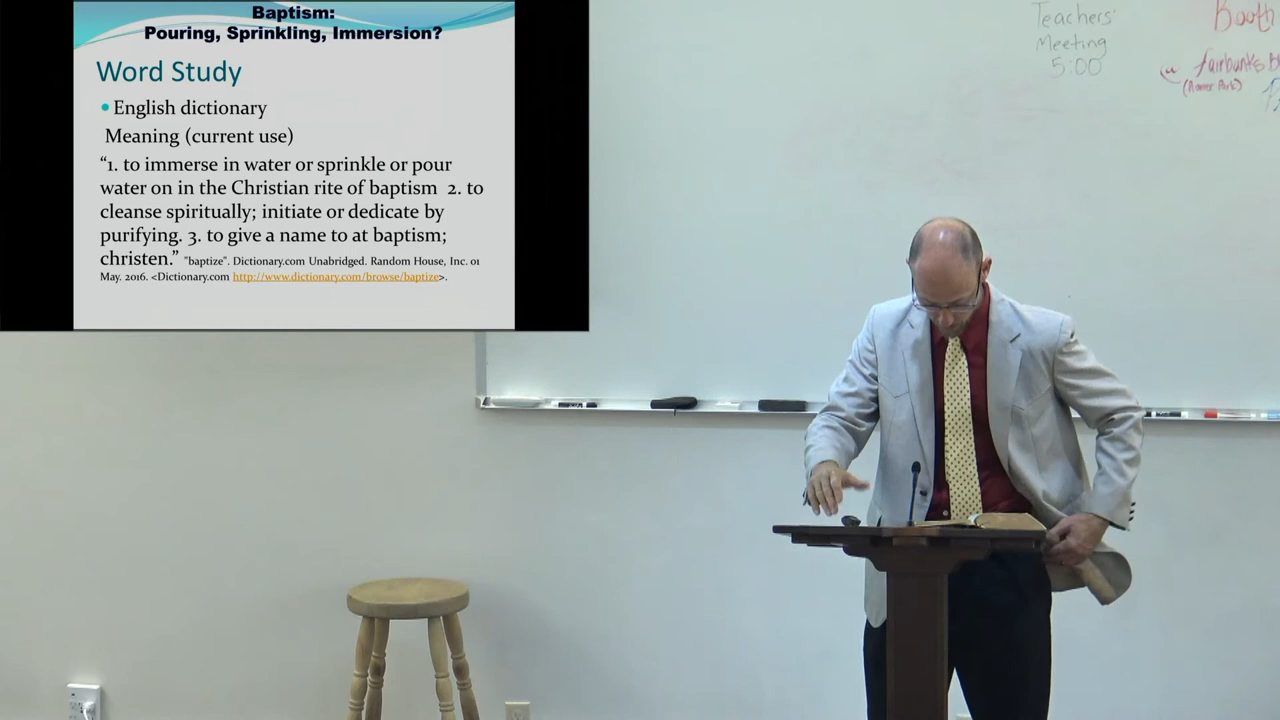 Baptism:
Pouring, Sprinkling, Immersion?
Word Study
English dictionary
Meaning (current use)
“1. to immerse in water or sprinkle or pour
water on in the Christian rite of baptism 2. to
cleanse spiritually; initiate or dedicate by
purifying. 3. to give a name to at baptism;
christen.” "baptize". Dictionary.com Unabridged. Random House, Inc. 01
May. 2016. <Dictionary.com http://www.dictionary.com/browse/baptize>.
Teachers'
Meeting
5:00
Booth
fairbanks